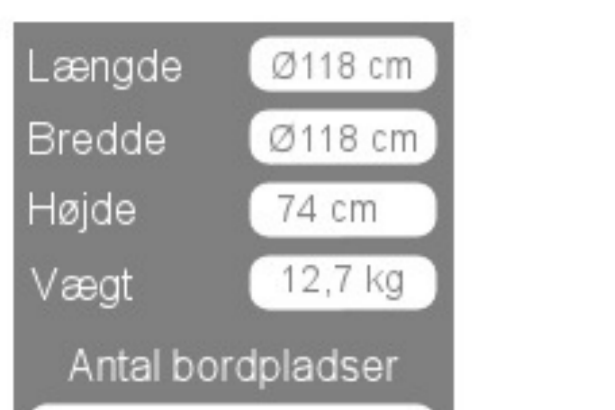 Længde Ø118 cm
Bredde Ø118 cm
Højde 74 cm
Vægt 12,7 kg
Antal bordpladser